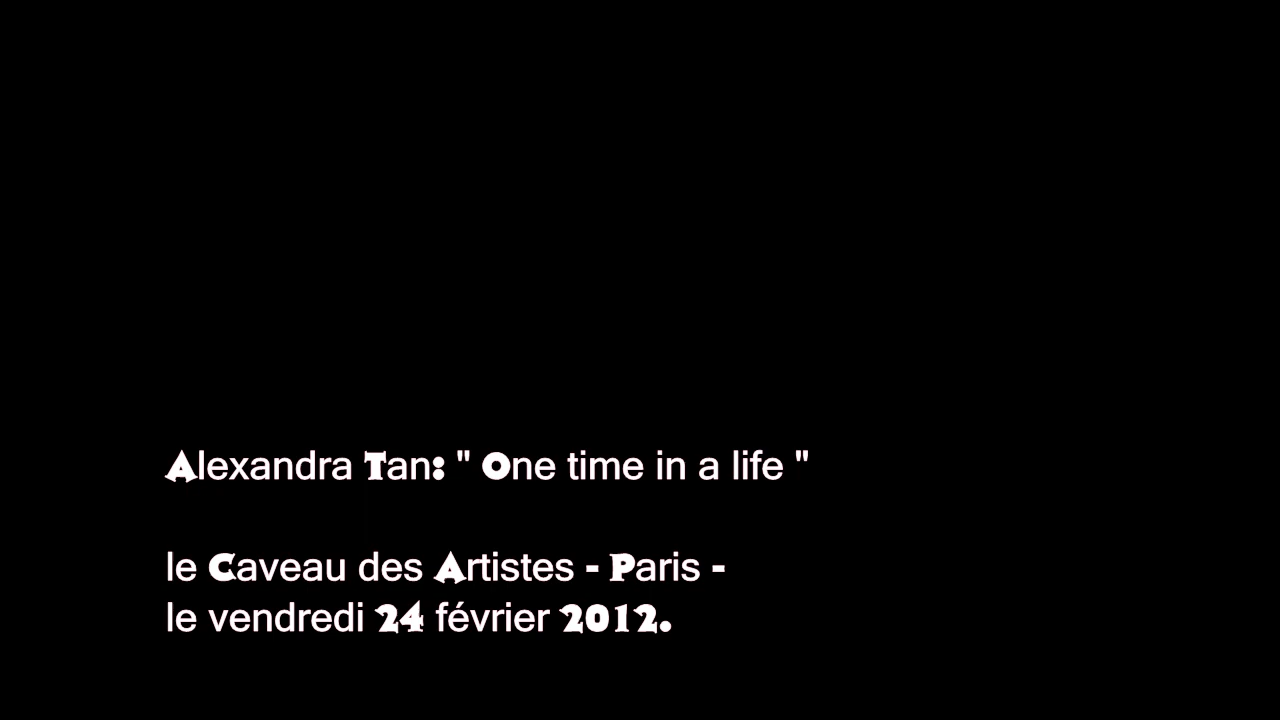 Alexandra Tan: " One time in a life "
le Caveau des Artistes - Paris -
le vendredi 24 février 2012.